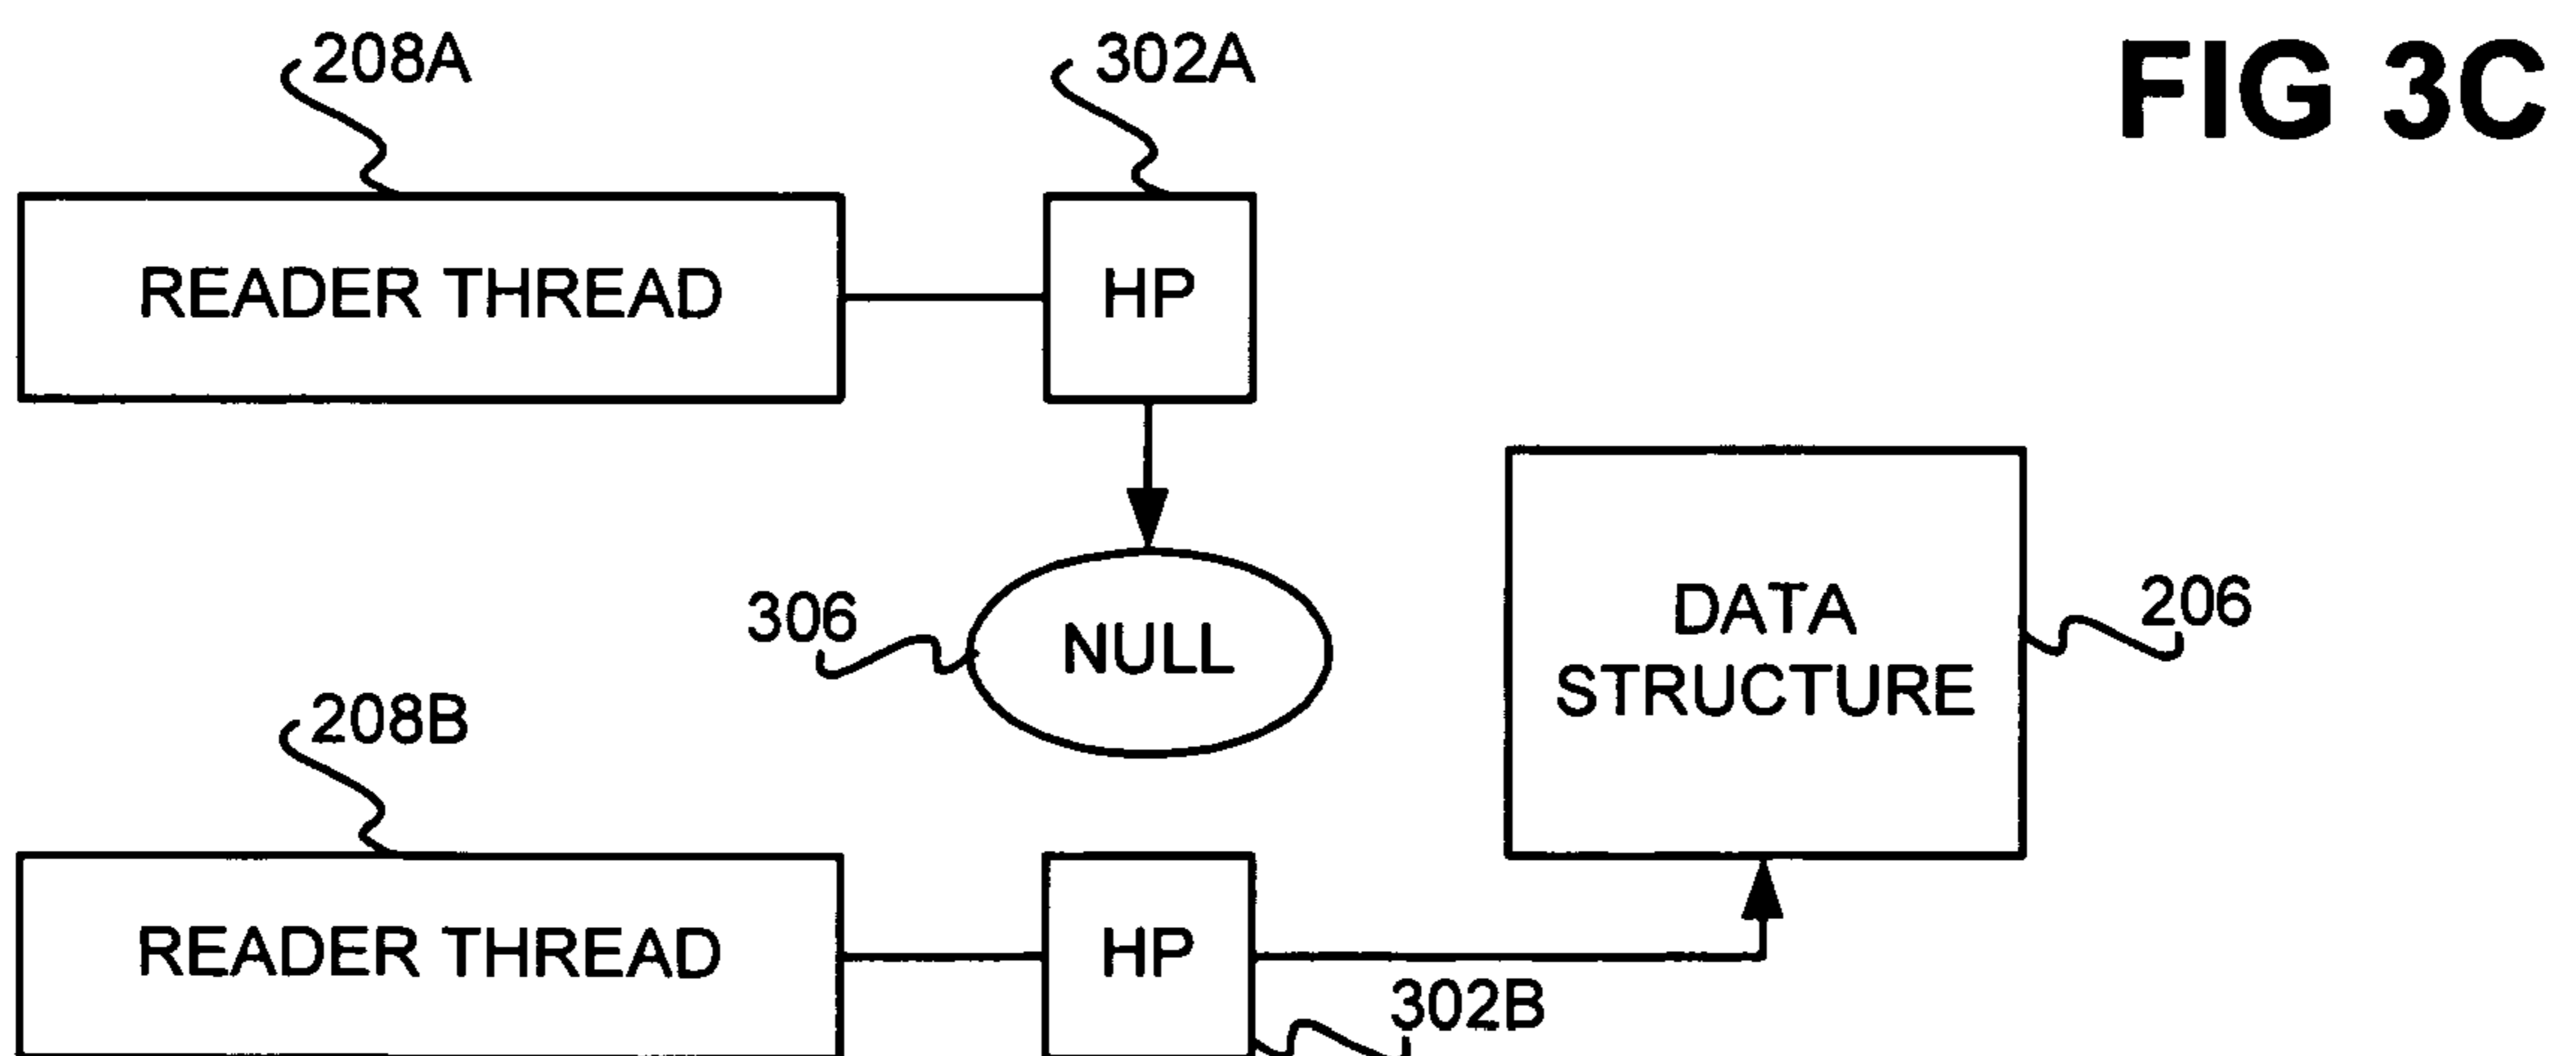 208A
302A
FIG 3C
READER THREAD
HP
306
NULL
DATA
STRUCTURE
206
208B
READER THREAD
HP
302B